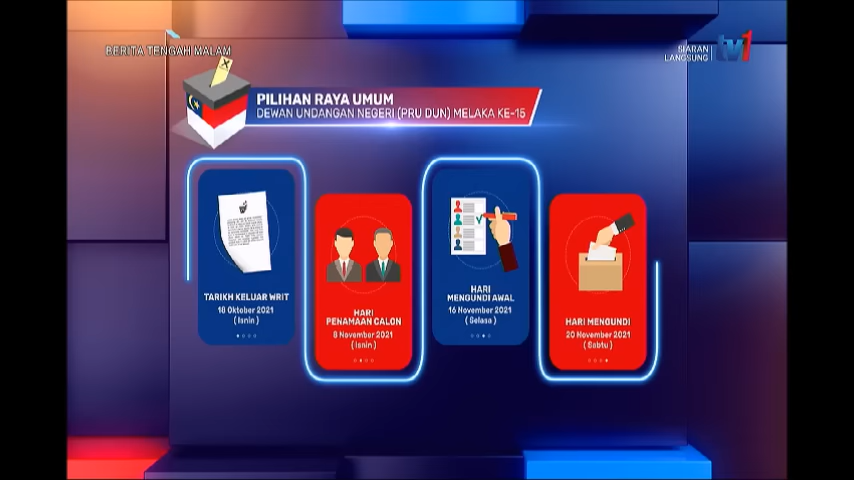 BERITA TENGAH MALAM
SIARAN
LANGSUNG
tv1
PILIHAN RAYA UMUM
DEWAN UNDANGAN NEGERI (PRU DUN) MELAKA KE-15
TARIKH KELUAR WRIT
18 Oktober 2021
(Isnin)
HARI
PENAMAAN CALON
8 November 2021
(Isnin)
HARI
MENGUNDI AWAL
16 November 2021
(Selasa)
HARI MENGUNDI
20 November 2021
(Sabtu)